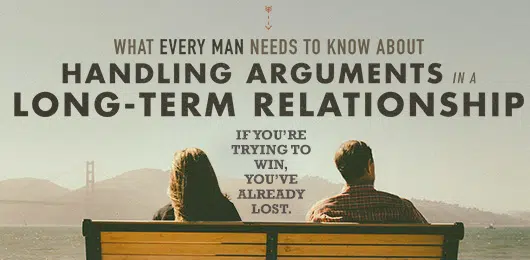 WHAT EVERY MAN NEEDS TO KNOW ABOUT
HANDLING ARGUMENTS IN A
LONG-TERM RELATIONSHIP
IF YOU'RE
TRYING TO
WIN,
YOU'VE
ALREADY
LOST.